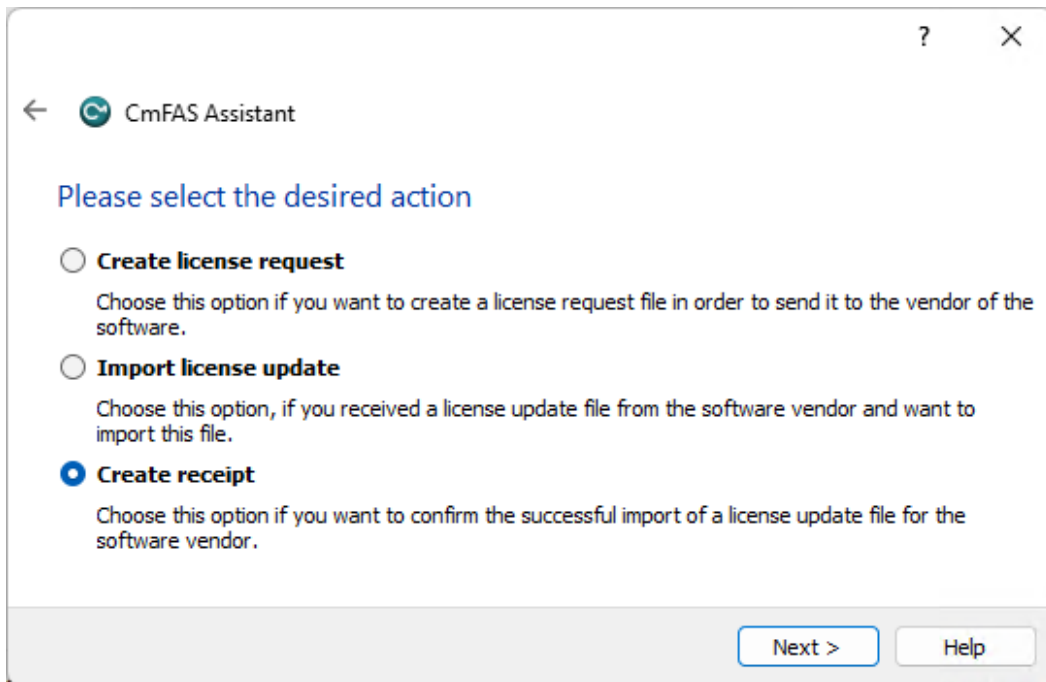 ?
CmFAS Assistant
Please select the desired action
Create license request
Choose this option if you want to create a license request file in order to send it to the vendor of the
software.
Import license update
Choose this option, if you received a license update file from the software vendor and want to
import this file.
Create receipt
Choose this option if you want to confirm the successful import of a license update file for the
software vendor.
Next >
Help